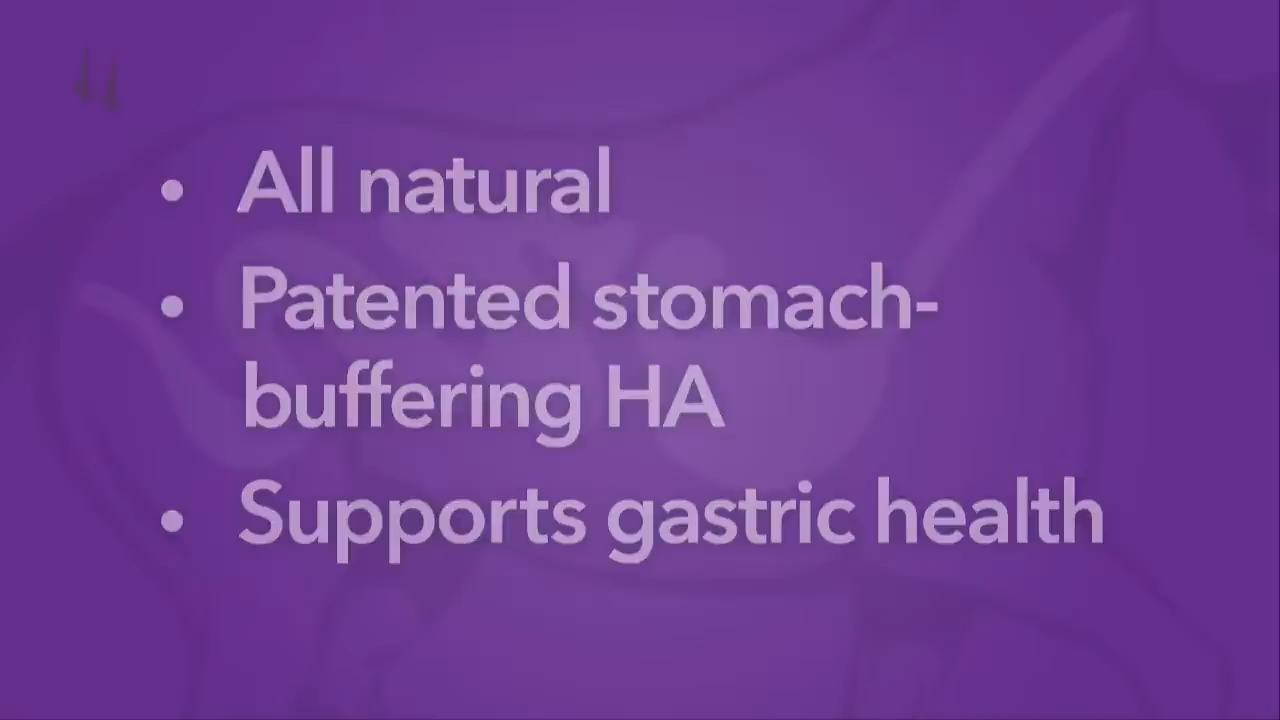 • All natural
• Patented stomach-
buffering HA
• Supports gastric health